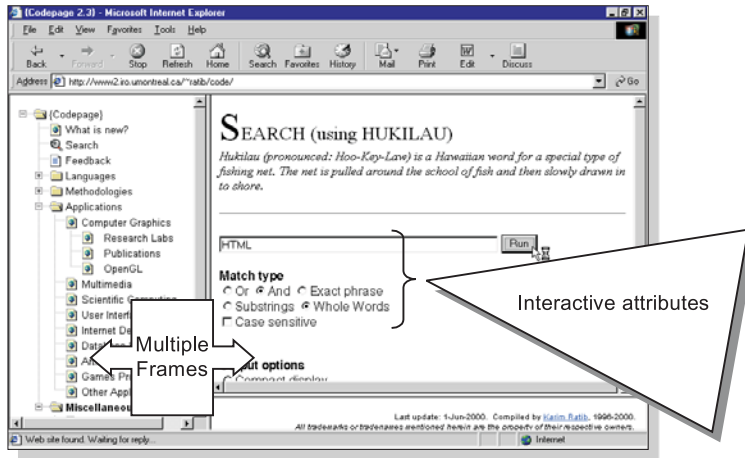 {Codepage 2.3} - Microsoft Internet Explorer
File Edit View Favorites Tools Help
Back Forward Stop Refresh Home Search Favorites History Mail Print Edit Discuss
Address http://www2.iro.umontreal.ca/~ratib/code/ Go
{Codepage}
What is new?
Search
Feedback
Languages
Methodologies
Applications
Computer Graphics
Research Labs
Publications
OpenGL
Multimedia
Scientific
User Interf
Internet De
Games Pr
Other Appl
Miscellaneou
Multiple
Frames
SEARCH (using HUKILAU)
Hukilau (pronounced: Hoo-Key-Law) is a Hawaiian word for a special type of
fishing net. The net is pulled around the school of fish and then slowly drawn in
to shore.
HTML Run
Match type
Or And Exact phrase
Substrings Whole Words
Case sensitive
put options
Compact display
Interactive attributes
Last update: 1-Jun-2000. Compiled by Karim Ratib, 1996-2000.
All trademarks or tradenames mentioned herein are the property of their respective owners.
Web site found. Waiting for reply... Internet